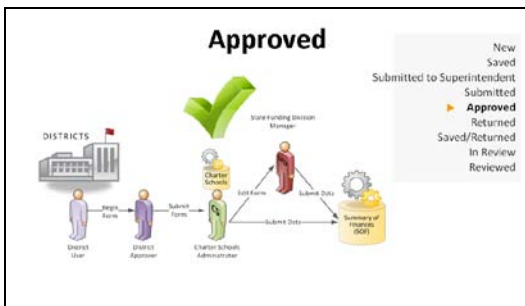 Approved
New
Saved
Submitted to Superintendent
Submitted
Approved
Returned
Saved/Returned
In Review
Reviewed
State Funding Division
Manager
DISTRICTS
Charter
Schools
Begin
Form
Submit
Form
Edit Form
Submit Data
Submit Data
District
User
District
Approver
Charter Schools
Administrator
Summary of
Finances
(SOF)